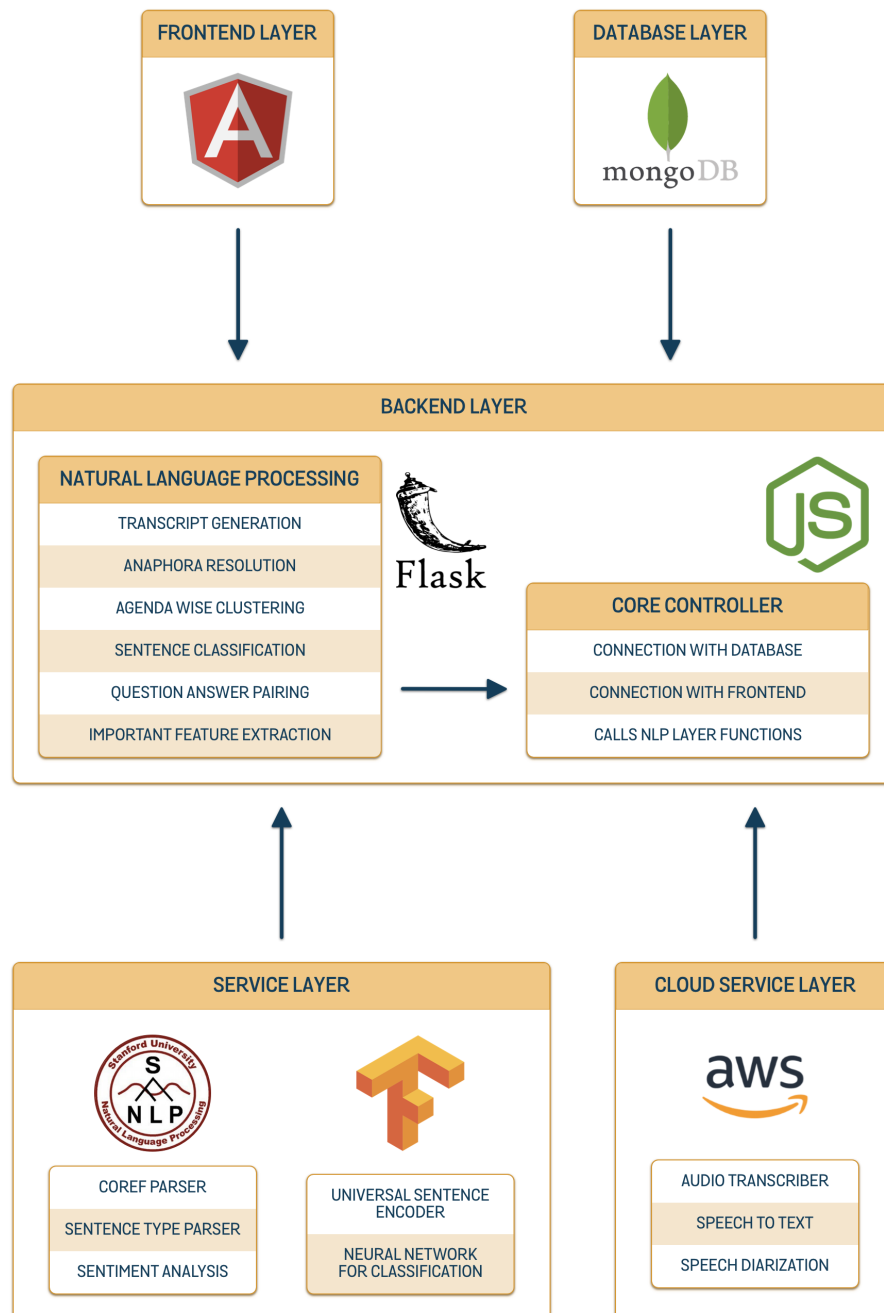 FRONTEND LAYER
DATABASE LAYER
A
mongoDB
BACKEND LAYER
NATURAL LANGUAGE PROCESSING
TRANSCRIPT GENERATION
ANAPHORA RESOLUTION
AGENDA WISE CLUSTERING
SENTENCE CLASSIFICATION
QUESTION ANSWER PAIRING
IMPORTANT FEATURE EXTRACTION
Flask
JS
CORE CONTROLLER
CONNECTION WITH DATABASE
CONNECTION WITH FRONTEND
CALLS NLP LAYER FUNCTIONS
SERVICE LAYER
Stanford University
S
NLP
Natural Language Processing
COREF PARSER
SENTENCE TYPE PARSER
SENTIMENT ANALYSIS
UNIVERSAL SENTENCE
ENCODER
NEURAL NETWORK
FOR CLASSIFICATION
CLOUD SERVICE LAYER
aws
AUDIO TRANSCRIBER
SPEECH TO TEXT
SPEECH DIARIZATION